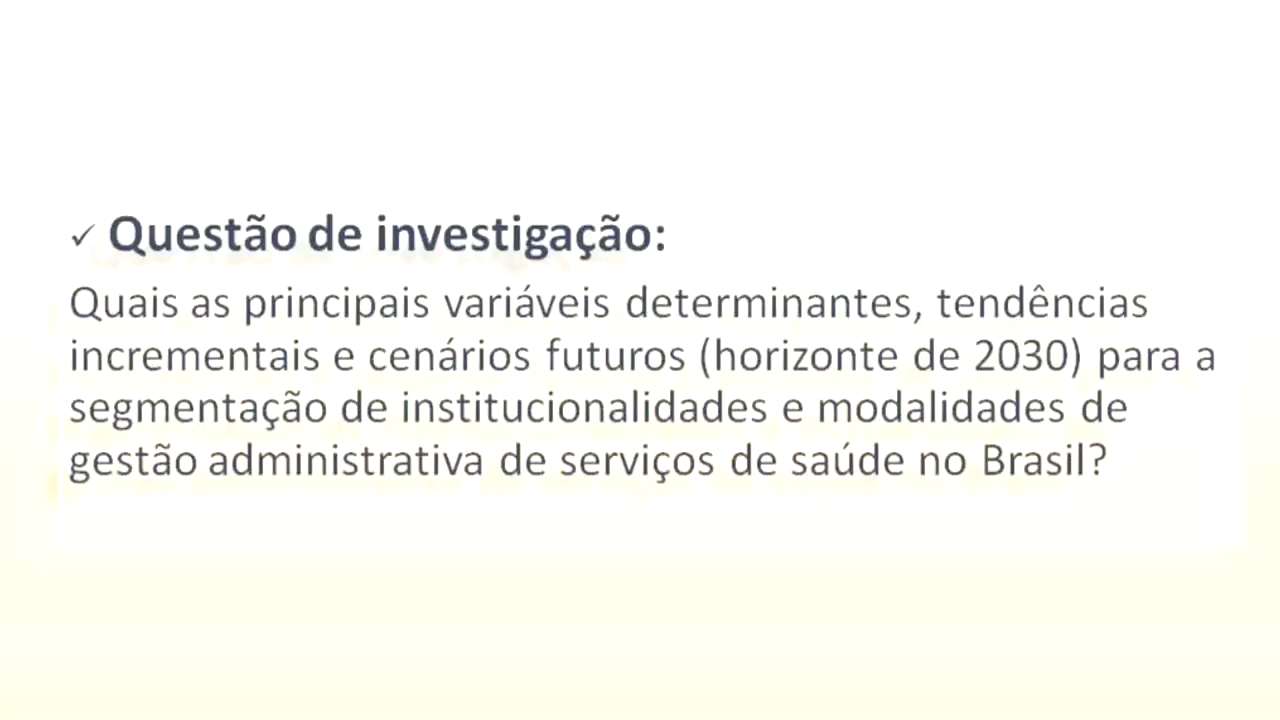 ✓ Questão de investigação:
Quais as principais variáveis determinantes, tendências
incrementais e cenários futuros (horizonte de 2030) para a
segmentação de institucionalidades e modalidades de
gestão administrativa de serviços de saúde no Brasil?